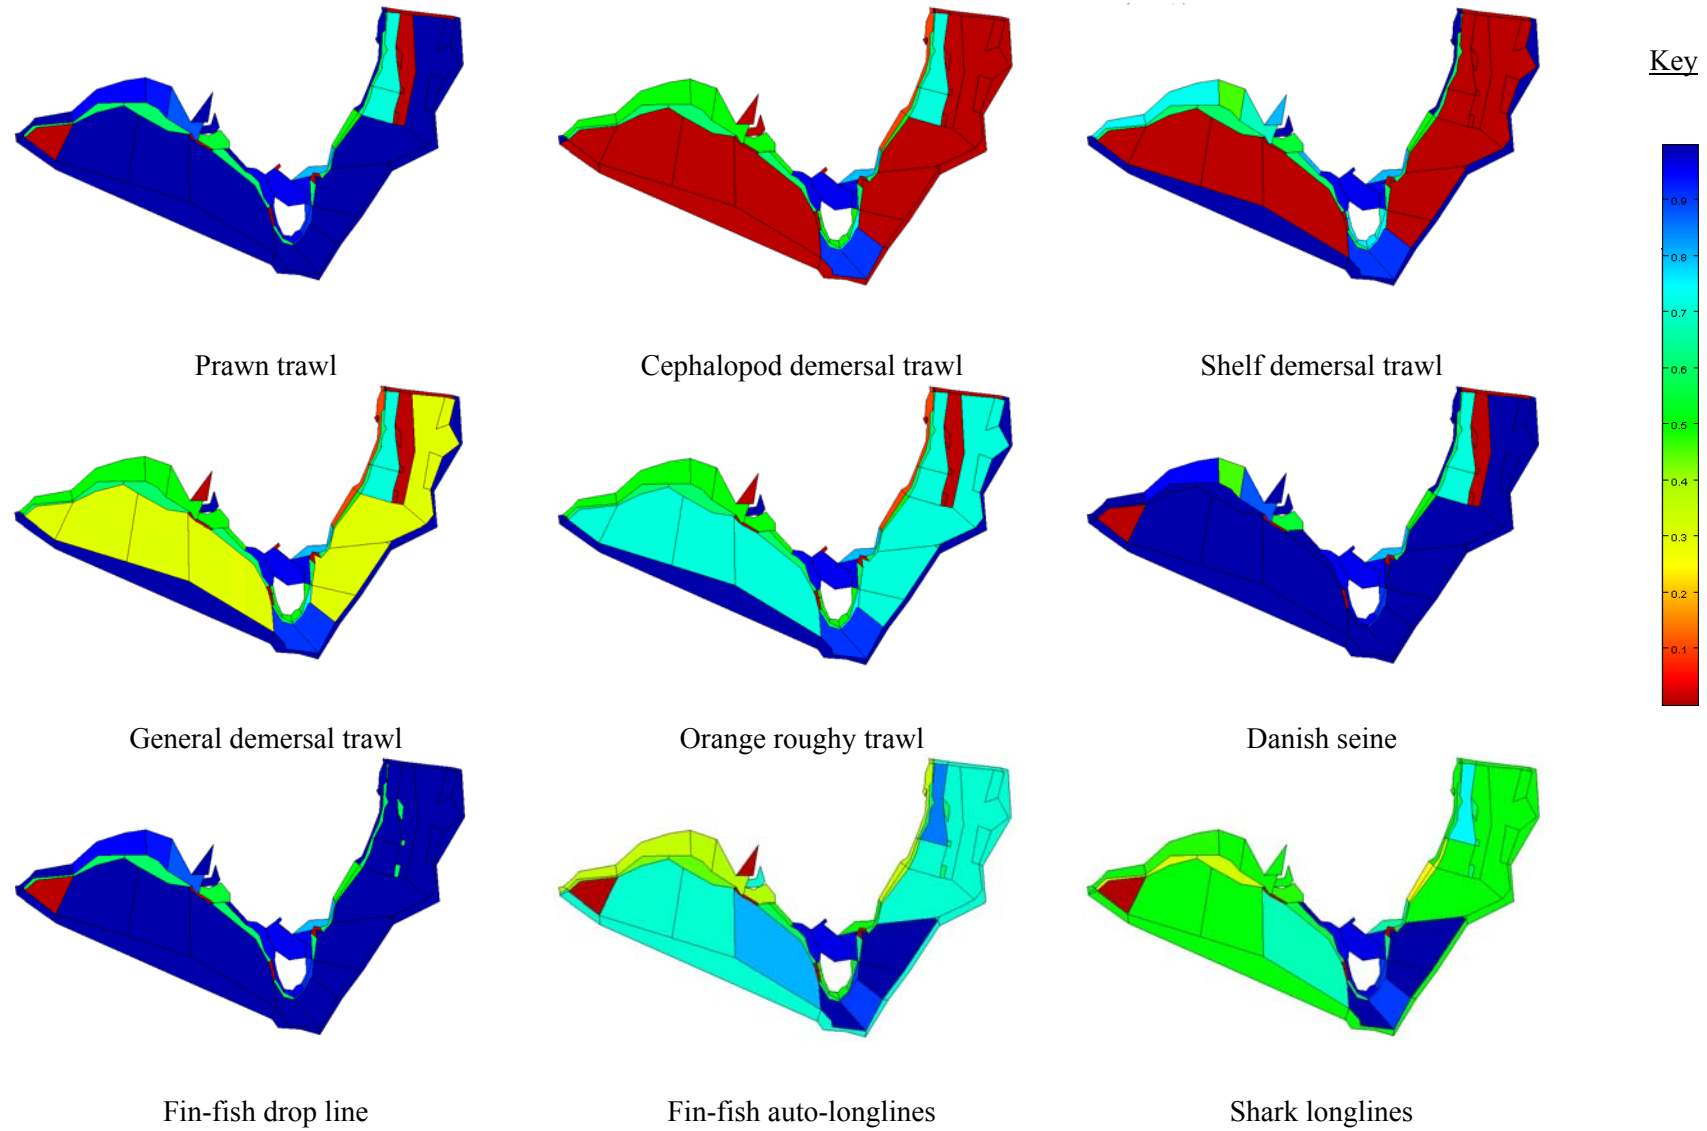 Key
0.9
0.8
0.7
0.6
0.5
0.4
0.3
0.2
0.1
Prawn trawl
Cephalopod demersal trawl
Shelf demersal trawl
General demersal trawl
Orange roughy trawl
Danish seine
Fin-fish drop line
Fin-fish auto-longlines
Shark longlines